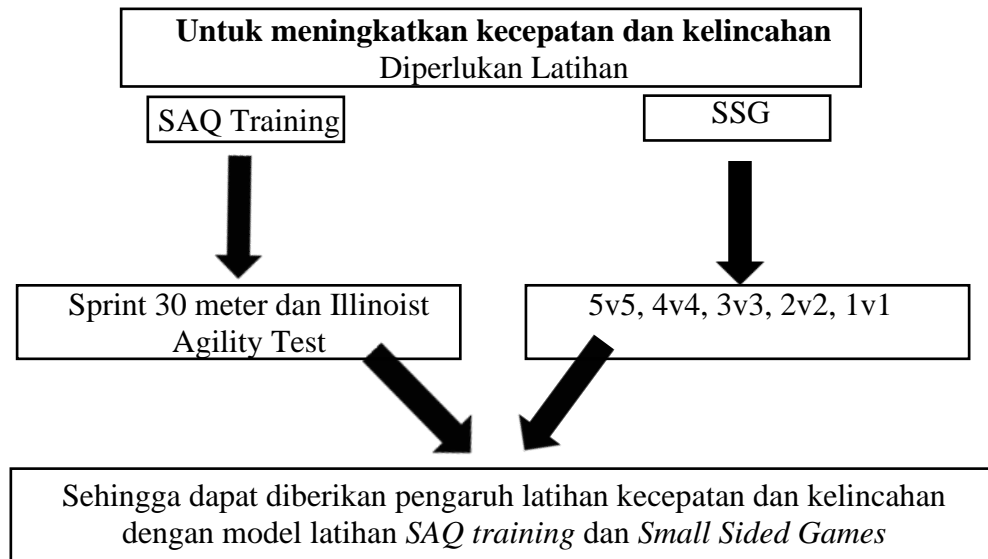 Untuk meningkatkan kecepatan dan kelincahan
Diperlukan Latihan
SAQ Training
SSG
Sprint 30 meter dan Illinoist
Agility Test
5v5, 4v4, 3v3, 2v2, 1v1
Sehingga dapat diberikan pengaruh latihan kecepatan dan kelincahan
dengan model latihan SAQ training dan Small Sided Games